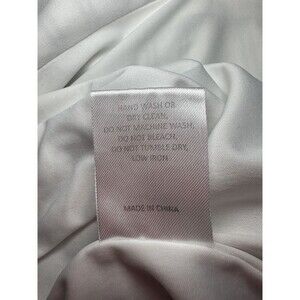 HAND WASH OR
DRY CLEAN.
DO NOT MACHINE WASH.
DO NOT BLEACH.
DO NOT TUMBLE DRY,
LOW IRON
MADE IN CHINA